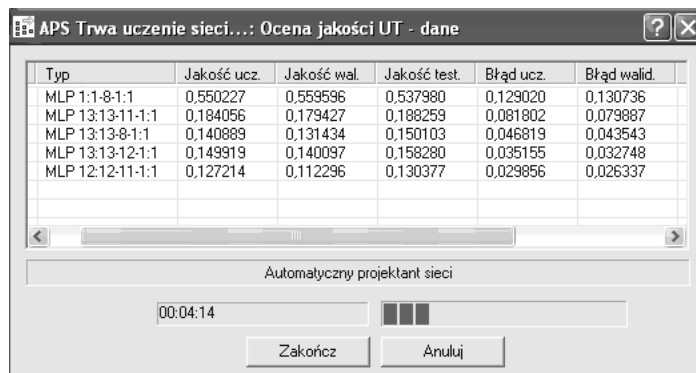 APS Trwa uczenie sieci...: Ocena jakości UT - dane
Typ Jakość ucz. Jakość wal. Jakość test. Błąd ucz. Błąd walid.
MLP 1:1-8-1:1 0,550227 0,559596 0,537980 0,129020 0,130736
MLP 13:13-11-1:1 0,184056 0,179427 0,188259 0,081802 0,079887
MLP 13:13-8-1:1 0,140889 0,131434 0,150103 0,046819 0,043543
MLP 13:13-12-1:1 0,149919 0,140097 0,158280 0,035155 0,032748
MLP 12:12-11-1:1 0,127214 0,112296 0,130377 0,029856 0,026337
Automatyczny projektant sieci
00:04:14
Zakończ Anuluj